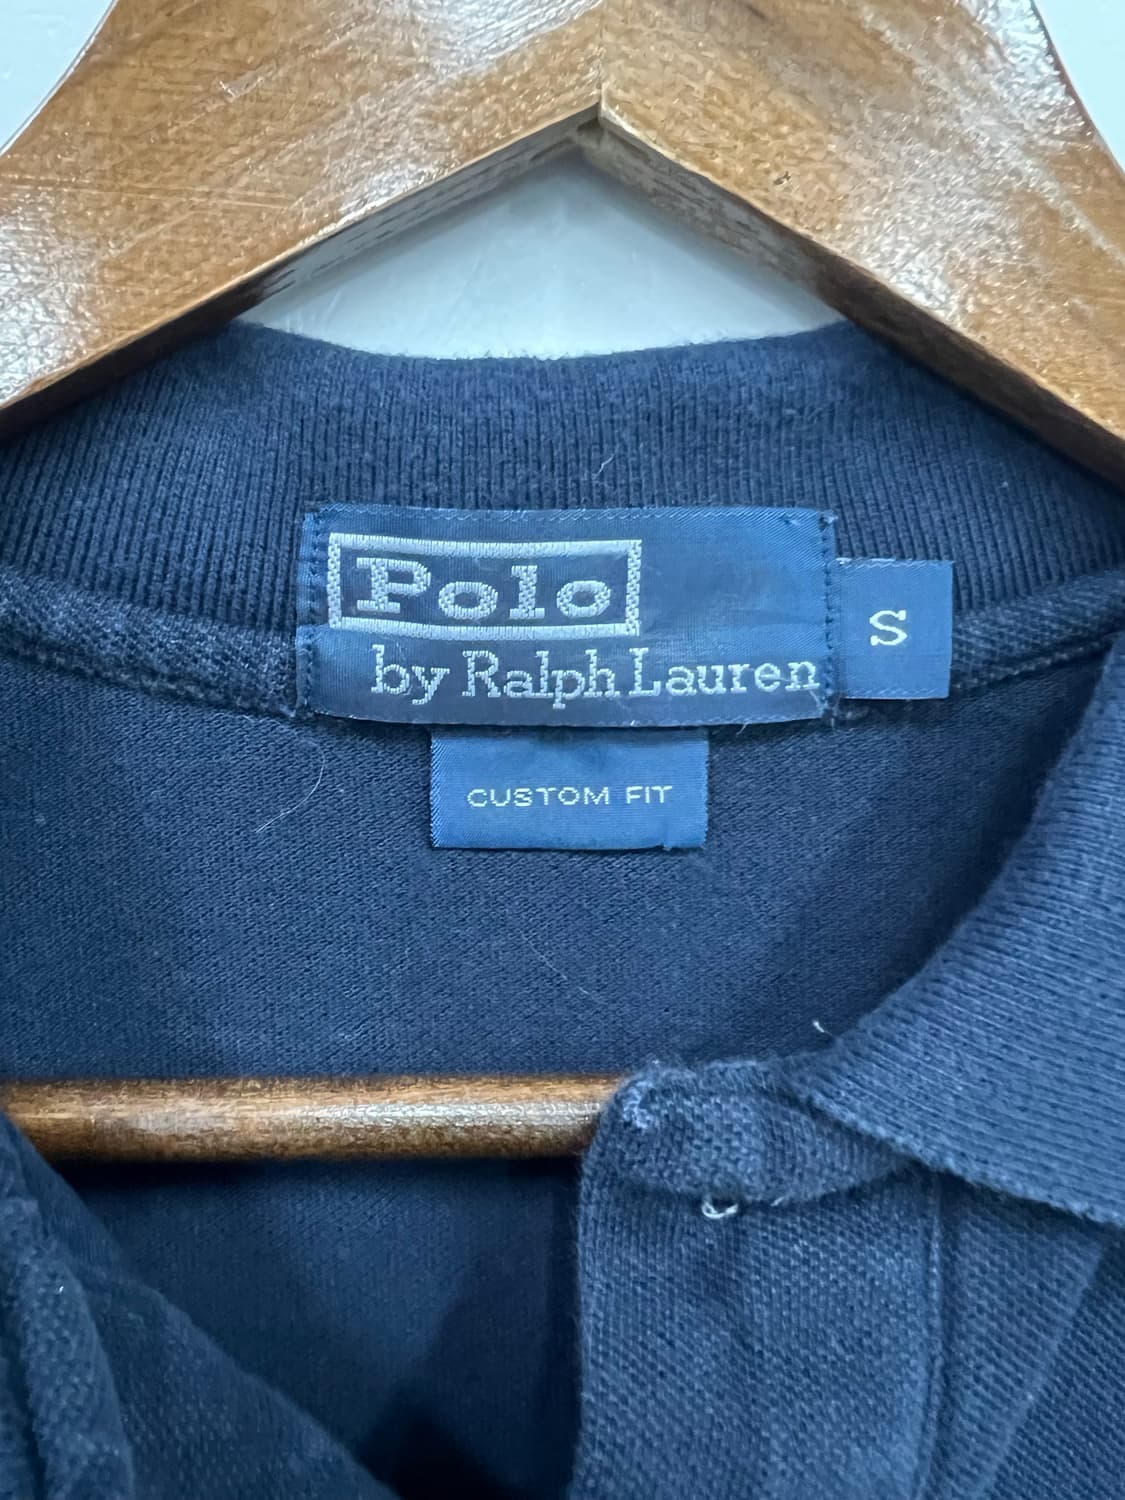 Polo
by Ralph Lauren
S
CUSTOM FIT